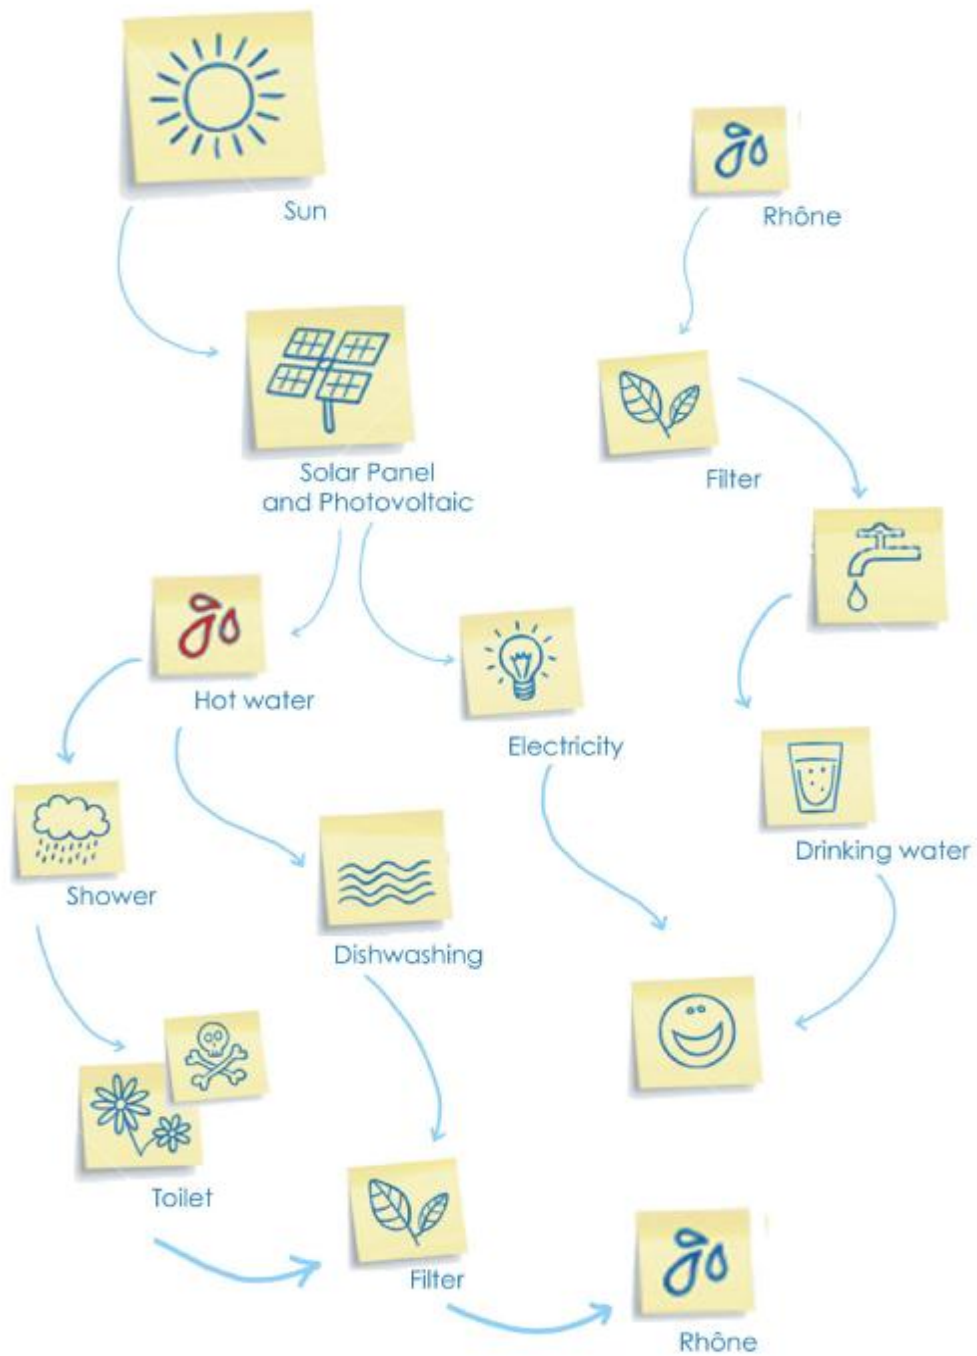 Sun
Rhône
Solar Panel
and Photovoltaic
Filter
Hot water
Electricity
Drinking water
Shower
Dishwashing
Toilet
Filter
Rhône